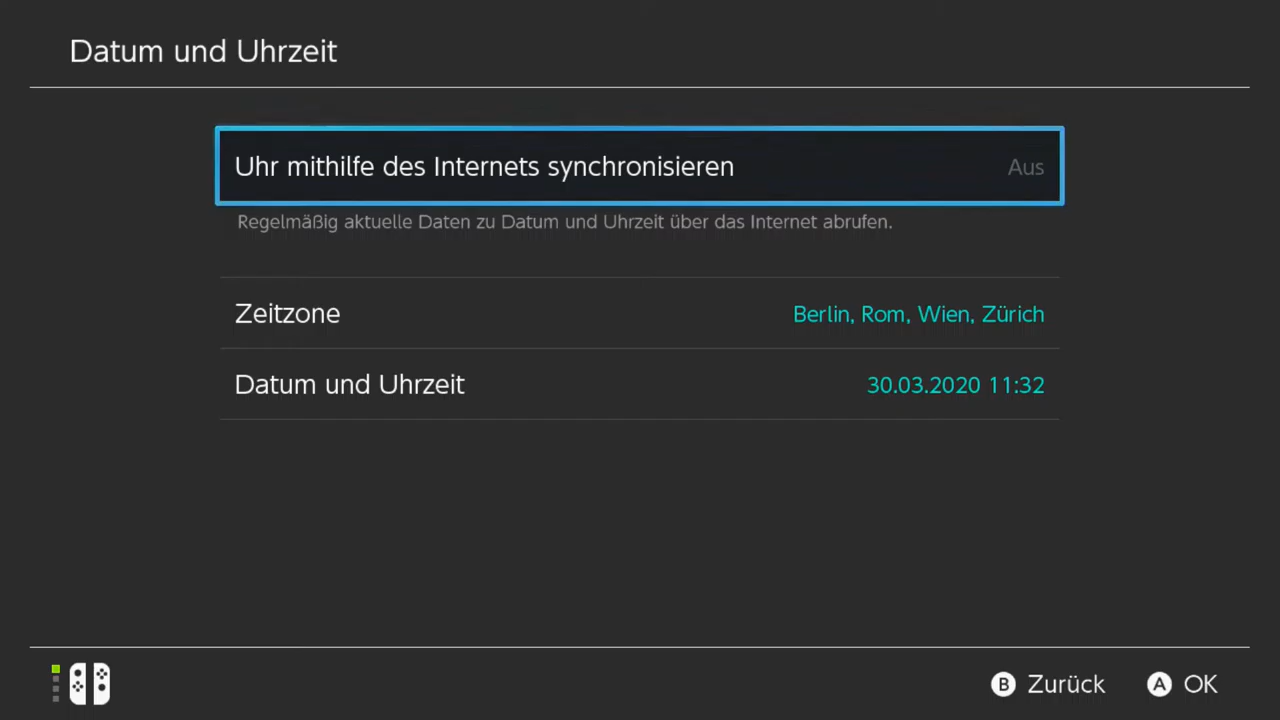 Datum und Uhrzeit
Uhr mithilfe des Internets synchronisieren Aus
Regelmäßig aktuelle Daten zu Datum und Uhrzeit über das Internet abrufen.
Zeitzone Berlin, Rom, Wien, Zürich
Datum und Uhrzeit 30.03.2020 11:32
B Zurück A OK